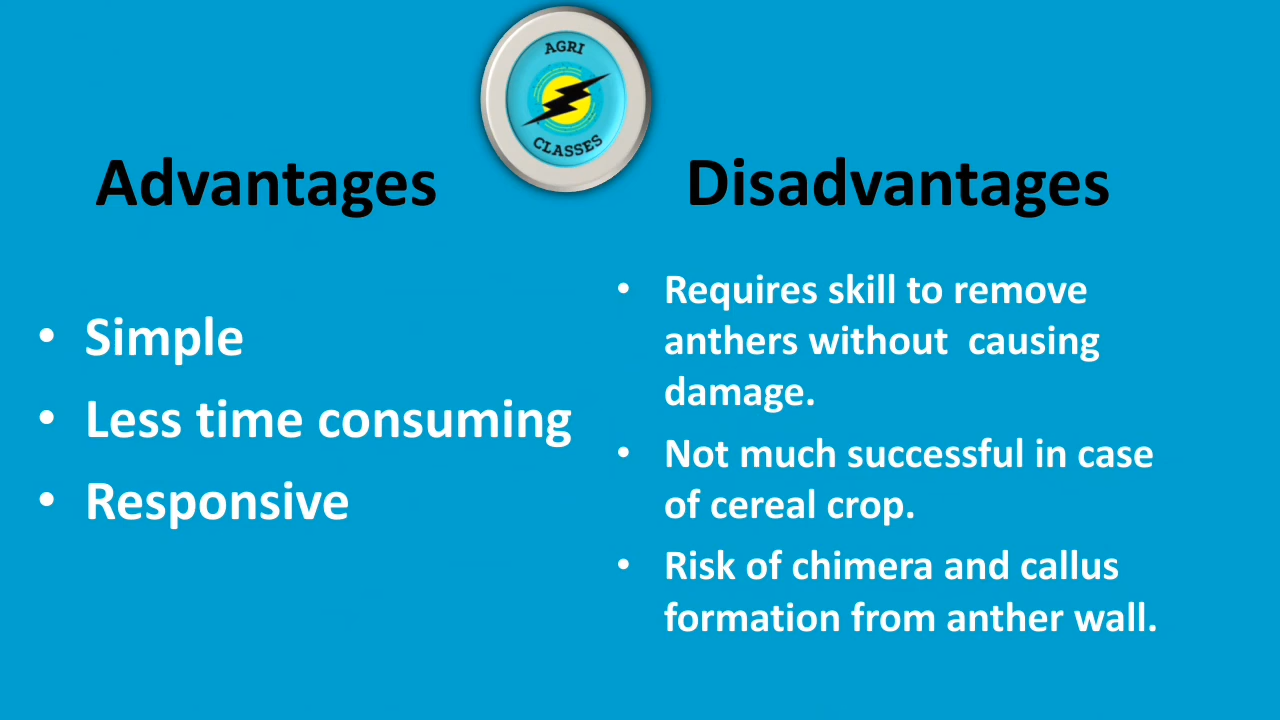 AGRI
CLASSES
Advantages
Disadvantages
• Simple
• Less time consuming
• Responsive
• Requires skill to remove
anthers without  causing
damage.
• Not much successful in case
of cereal crop.
• Risk of chimera and callus
formation from anther wall.